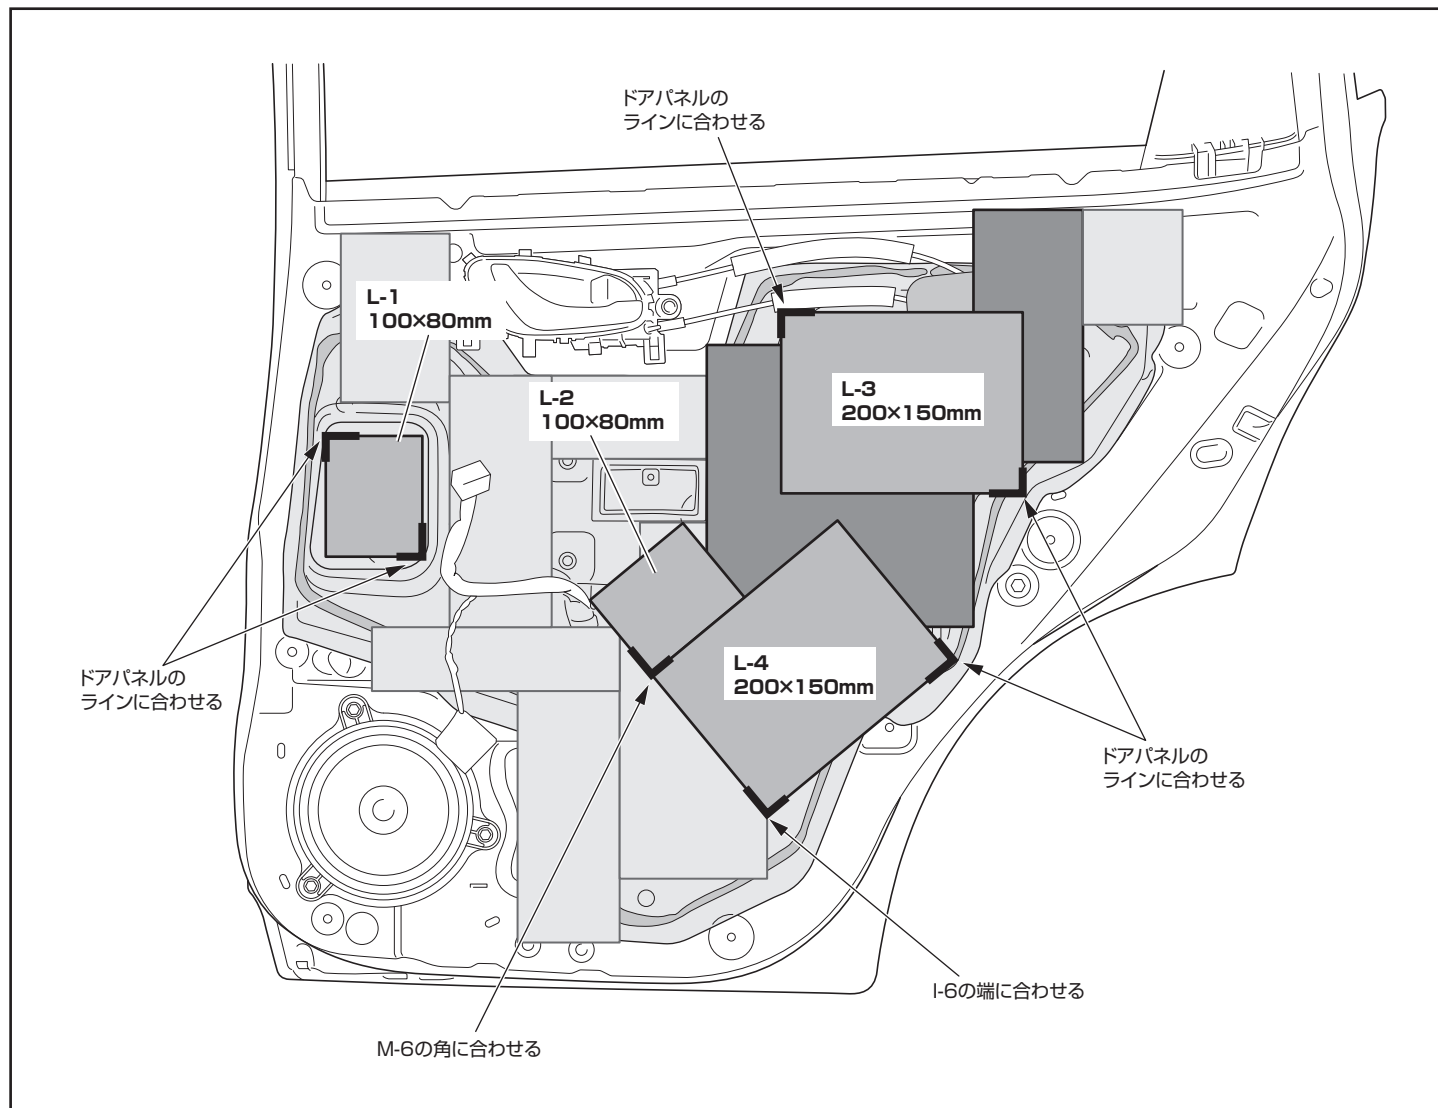 ドアパネルの
ラインに合わせる
L-1
100×80mm
L-2
100×80mm
L-3
200×150mm
L-4
200×150mm
ドアパネルの
ラインに合わせる
ドアパネルの
ラインに合わせる
I-6の端に合わせる
M-6の角に合わせる